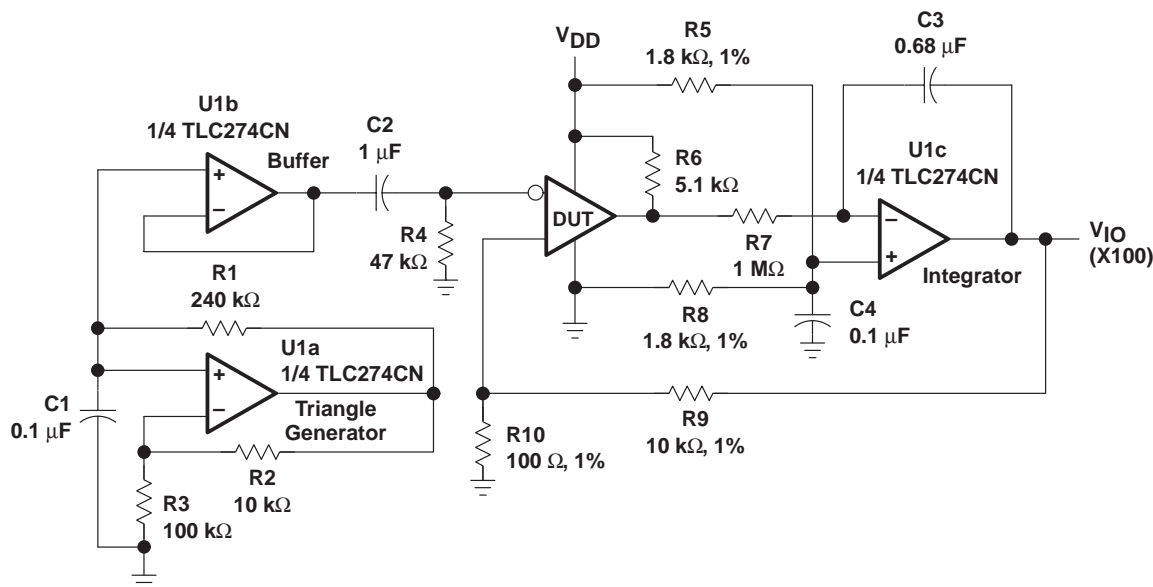 U1b
1/4 TLC274CN
Buffer
C2
1 μF
R4
47 kΩ
R1
240 kΩ
U1a
1/4 TLC274CN
Triangle
Generator
C1
0.1 μF
R2
10 kΩ
R3
100 kΩ
VDD
R5
1.8 kΩ, 1%
C3
0.68 μF
R6
5.1 kΩ
U1c
1/4 TLC274CN
DUT
R7
1 MΩ
Integrator
VIO
(X100)
R8
1.8 kΩ, 1%
C4
0.1 μF
R10
100 Ω, 1%
R9
10 kΩ, 1%
+
−
+
−
−
+